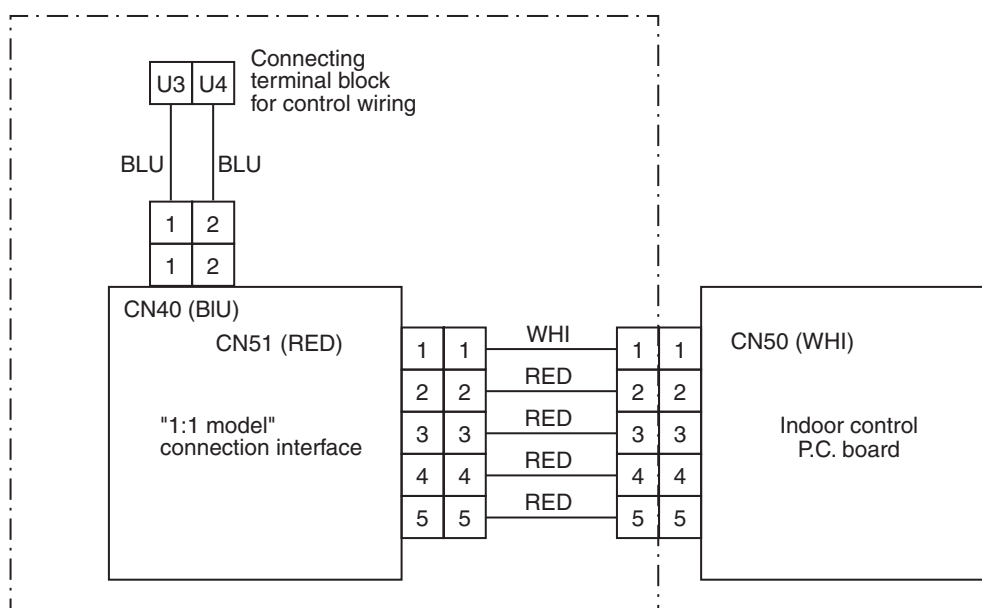 U3 U4
Connecting
terminal block
for control wiring
BLU BLU
1 2
1 2
CN40 (BlU)
CN51 (RED)
"1:1 model"
connection interface
1 1 WHI 1 1
2 2 RED 2 2
3 3 RED 3 3
4 4 RED 4 4
5 5 RED 5 5
CN50 (WHI)
Indoor control
P.C. board